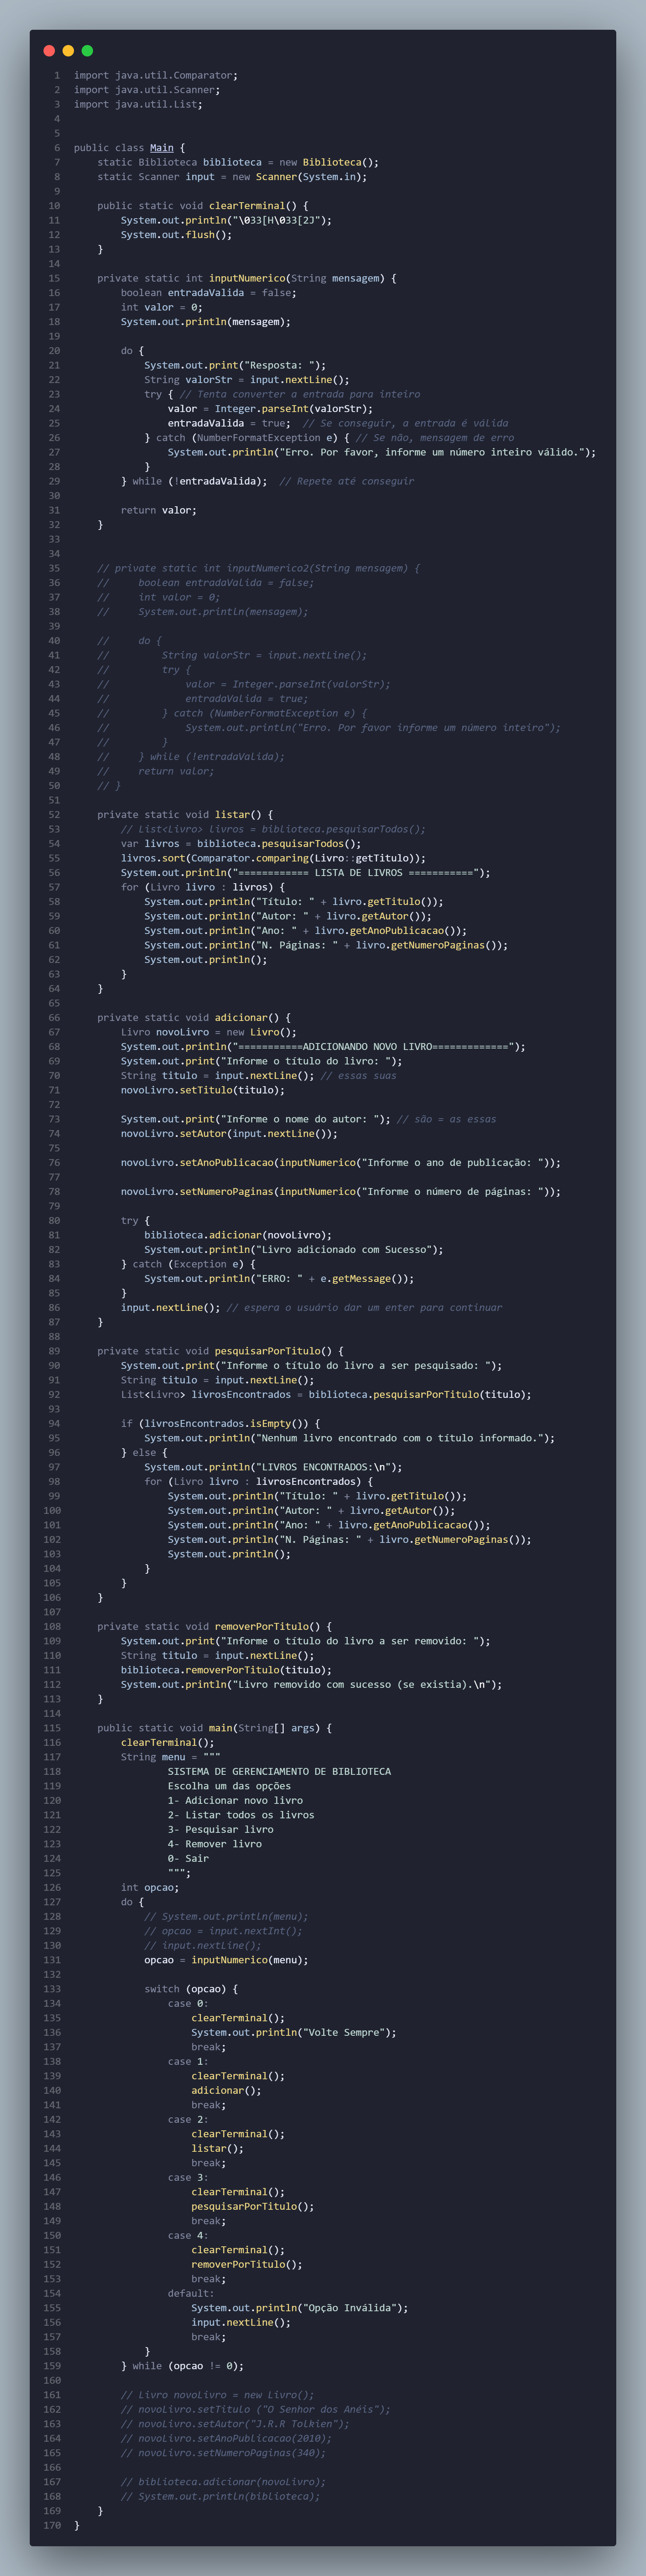 1 import java.util.Comparator;
2 import java.util.Scanner;
3 import java.util.List;
4
5
6 public class Main {
7     static Biblioteca biblioteca = new Biblioteca();
8     static Scanner input = new Scanner(System.in);
9
10     public static void clearTerminal() {
11         System.out.println("\033[H\033[2J");
12         System.out.flush();
13     }
14
15     private static int inputNumerico(String mensagem) {
16         boolean entradaValida = false;
17         int valor = 0;
18         System.out.println(mensagem);
19
20         do {
21             System.out.print("Resposta: ");
22             String valorStr = input.nextLine();
23             try { // Tenta converter a entrada para inteiro
24                 valor = Integer.parseInt(valorStr);
25                 entradaValida = true;  // Se conseguir, a entrada é válida
26             } catch (NumberFormatException e) { // Se não, mensagem de erro
27                 System.out.println("Erro. Por favor, informe um número inteiro válido.");
28             }
29         } while (!entradaValida);  // Repete até conseguir
30
31         return valor;
32     }
33
34
35     // private static int inputNumerico2(String mensagem) {
36     //     boolean entradaValida = false;
37     //     int valor = 0;
38     //     System.out.println(mensagem);
39
40     //     do {
41     //         String valorStr = input.nextLine();
42     //         try {
43     //             valor = Integer.parseInt(valorStr);
44     //             entradaValida = true;
45     //         } catch (NumberFormatException e) {
46     //             System.out.println("Erro. Por favor informe um número inteiro");
47     //         }
48     //     } while (!entradaValida);
49     //     return valor;
50     // }
51
52     private static void listar() {
53         // List<Livro> livros = biblioteca.pesquisarTodos();
54         var livros = biblioteca.pesquisarTodos();
55         livros.sort(Comparator.comparing(Livro::getTitulo));
56         System.out.println("============ LISTA DE LIVROS ===========");
57         for (Livro livro : livros) {
58             System.out.println("Título: " + livro.getTitulo());
59             System.out.println("Autor: " + livro.getAutor());
60             System.out.println("Ano: " + livro.getAnoPublicacao());
61             System.out.println("N. Páginas: " + livro.getNumeroPaginas());
62             System.out.println();
63         }
64     }
65
66     private static void adicionar() {
67         Livro novoLivro = new Livro();
68         System.out.println("===========ADICIONANDO NOVO LIVRO=============");
69         System.out.print("Informe o título do livro: ");
70         String titulo = input.nextLine(); // essas suas
71         novoLivro.setTitulo(titulo);
72
73         System.out.print("Informe o nome do autor: "); // são = as essas
74         novoLivro.setAutor(input.nextLine());
75
76         novoLivro.setAnoPublicacao(inputNumerico("Informe o ano de publicação: "));
77
78         novoLivro.setNumeroPaginas(inputNumerico("Informe o número de páginas: "));
79
80         try {
81             biblioteca.adicionar(novoLivro);
82             System.out.println("Livro adicionado com Sucesso");
83         } catch (Exception e) {
84             System.out.println("ERRO: " + e.getMessage());
85         }
86         input.nextLine(); // espera o usuário dar um enter para continuar
87     }
88
89     private static void pesquisarPorTitulo() {
90         System.out.print("Informe o título do livro a ser pesquisado: ");
91         String titulo = input.nextLine();
92         List<Livro> livrosEncontrados = biblioteca.pesquisarPorTitulo(titulo);
93
94         if (livrosEncontrados.isEmpty()) {
95             System.out.println("Nenhum livro encontrado com o título informado.");
96         } else {
97             System.out.println("LIVROS ENCONTRADOS:\n");
98             for (Livro livro : livrosEncontrados) {
99                 System.out.println("Título: " + livro.getTitulo());
100                 System.out.println("Autor: " + livro.getAutor());
101                 System.out.println("Ano: " + livro.getAnoPublicacao());
102                 System.out.println("N. Páginas: " + livro.getNumeroPaginas());
103                 System.out.println();
104             }
105         }
106     }
107
108     private static void removerPorTitulo() {
109         System.out.print("Informe o título do livro a ser removido: ");
110         String titulo = input.nextLine();
111         biblioteca.removerPorTitulo(titulo);
112         System.out.println("Livro removido com sucesso (se existia).\n");
113     }
114
115     public static void main(String[] args) {
116         clearTerminal();
117         String menu = """
118                 SISTEMA DE GERENCIAMENTO DE BIBLIOTECA
119                 Escolha um das opções
120                 1- Adicionar novo livro
121                 2- Listar todos os livros
122                 3- Pesquisar livro
123                 4- Remover livro
124                 0- Sair
125                 """;
126         int opcao;
127         do {
128             // System.out.println(menu);
129             // opcao = input.nextInt();
130             // input.nextLine();
131             opcao = inputNumerico(menu);
132
133             switch (opcao) {
134                 case 0:
135                     clearTerminal();
136                     System.out.println("Volte Sempre");
137                     break;
138                 case 1:
139                     clearTerminal();
140                     adicionar();
141                     break;
142                 case 2:
143                     clearTerminal();
144                     listar();
145                     break;
146                 case 3:
147                     clearTerminal();
148                     pesquisarPorTitulo();
149                     break;
150                 case 4:
151                     clearTerminal();
152                     removerPorTitulo();
153                     break;
154                 default:
155                     System.out.println("Opção Inválida");
156                     input.nextLine();
157                     break;
158             }
159         } while (opcao != 0);
160
161         // Livro novoLivro = new Livro();
162         // novoLivro.setTitulo ("O Senhor dos Anéis");
163         // novoLivro.setAutor("J.R.R Tolkien");
164         // novoLivro.setAnoPublicacao(2010);
165         // novoLivro.setNumeroPaginas(340);
166
167         // biblioteca.adicionar(novoLivro);
168         // System.out.println(biblioteca);
169     }
170 }